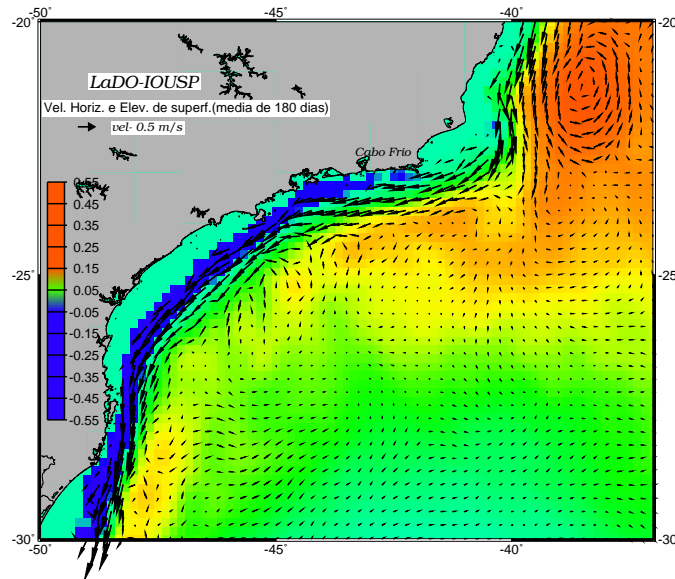 -50° -45° -40°
-20 -20
LaDO-IOUSP
Vel. Horiz. e Elev. de superf.(media de 180 dias)
vel- 0.5 m/s
Cabo Frio
0.55
0.45
0.35
0.25
0.15
0.05
-0.05
-0.15
-0.25
-0.35
-0.45
-0.55
-25° -25
-30° -30
-50° -45° -40°